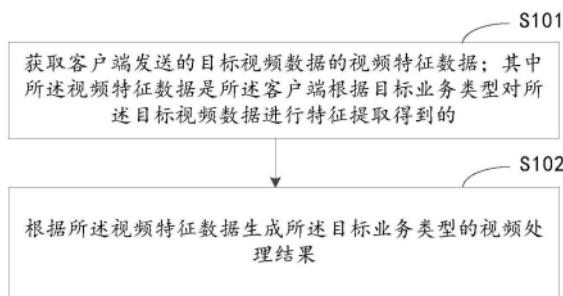 S101
获取客户端发送的目标视频数据的视频特征数据；其中
所述视频特征数据是所述客户端根据目标业务类型对所
述目标视频数据进行特征提取得到的
S102
根据所述视频特征数据生成所述目标业务类型的视频处
理结果